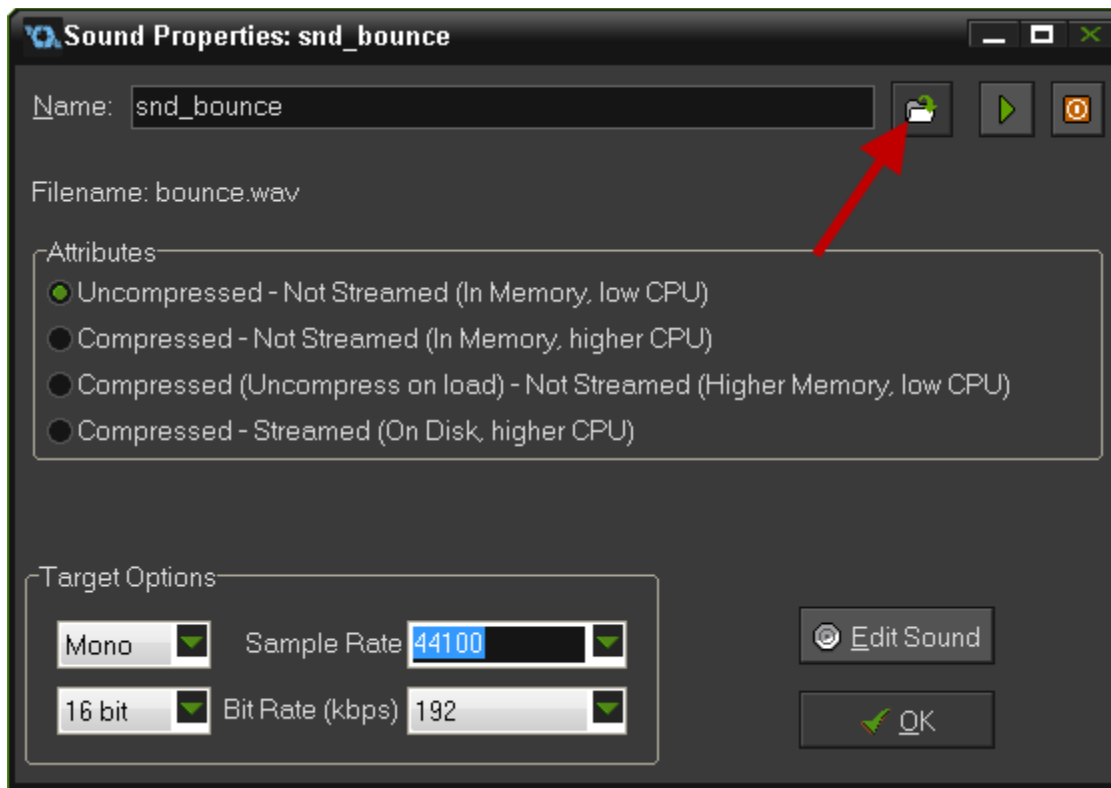 Sound Properties: snd_bounce
Name: snd_bounce
Filename: bounce.wav
Attributes
Uncompressed - Not Streamed (In Memory, low CPU)
Compressed - Not Streamed (In Memory, higher CPU)
Compressed (Uncompress on load) - Not Streamed (Higher Memory, low CPU)
Compressed - Streamed (On Disk, higher CPU)
Target Options
Mono Sample Rate 44100
16 bit Bit Rate (kbps) 192
Edit Sound
OK